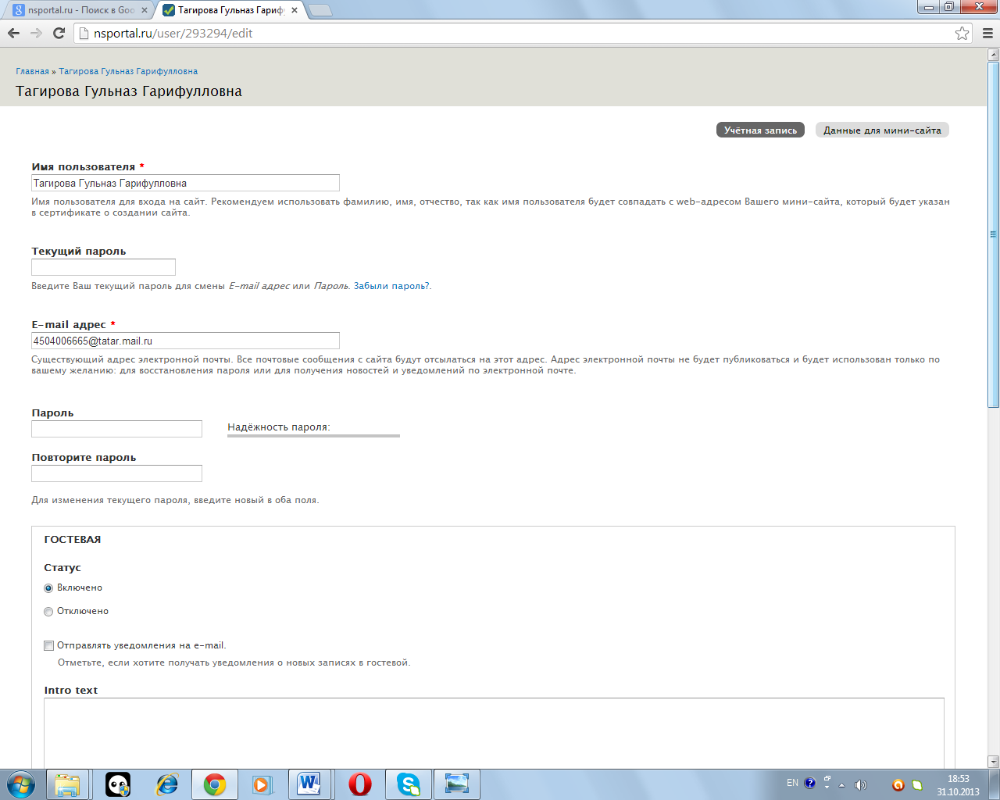 nsportal.ru - Поиск в Goo
Тагирова Гульназ Гариф
nsportal.ru/user/293294/edit
Главная » Тагирова Гульназ Гарифулловна
Тагирова Гульназ Гарифулловна
Учётная запись
Данные для мини-сайта
Имя пользователя *
Тагирова Гульназ Гарифулловна
Имя пользователя для входа на сайт. Рекомендуем использовать фамилию, имя, отчество, так как имя пользователя будет совпадать с web-адресом Вашего мини-сайта, который будет указан
в сертификате о создании сайта.
Текущий пароль
Введите Ваш текущий пароль для смены E-mail адрес или Пароль. Забыли пароль?.
E-mail адрес *
4504006665@tatar.mail.ru
Существующий адрес электронной почты. Все почтовые сообщения с сайта будут отсылаться на этот адрес. Адрес электронной почты не будет публиковаться и будет использован только по
вашему желанию: для восстановления пароля или для получения новостей и уведомлений по электронной почте.
Пароль
Надёжность пароля:
Повторите пароль
Для изменения текущего пароля, введите новый в оба поля.
ГОСТЕВАЯ
Статус
Включено
Отключено
Отправлять уведомления на e-mail.
Отметьте, если хотите получать уведомления о новых записях в гостевой.
Intro text
EN
18:53
31.10.2013